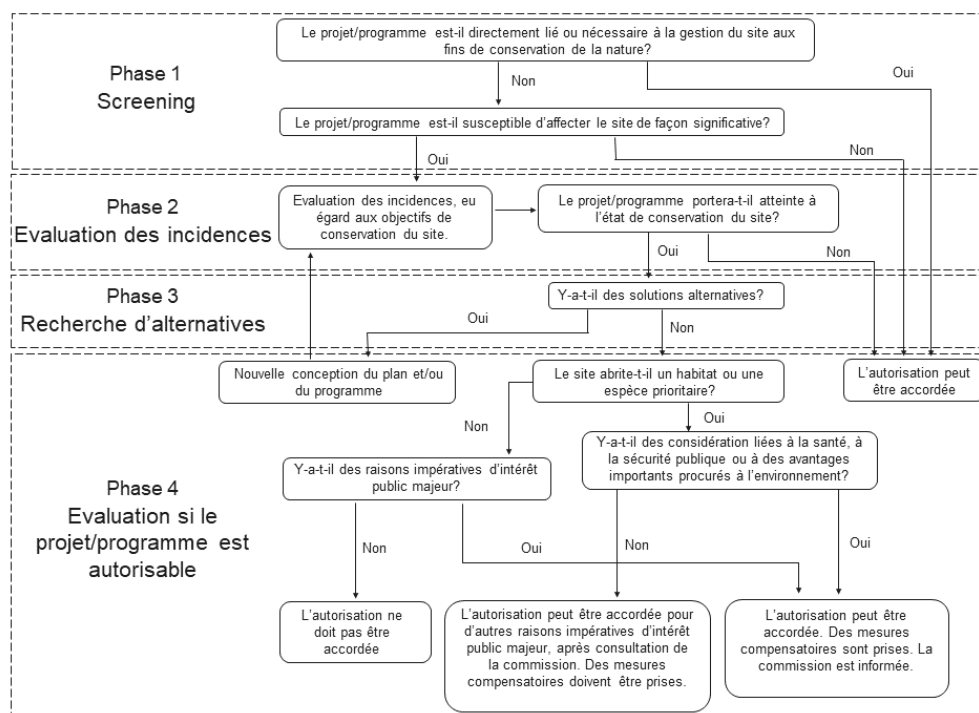 Le projet/programme est-il directement lié ou nécessaire à la gestion du site aux
fins de conservation de la nature?
Phase 1
Screening
Non
Oui
Le projet/programme est-il susceptible d'affecter le site de façon significative?
Oui
Non
Phase 2
Evaluation des incidences
Evaluation des incidences, eu
égard aux objectifs de
conservation du site.
Le projet/programme portera-t-il atteinte à
l'état de conservation du site?
Oui
Non
Phase 3
Recherche d'alternatives
Y-a-t-il des solutions alternatives?
Oui
Non
Nouvelle conception du plan et/ou
du programme
Le site abrite-t-il un habitat ou une
espèce prioritaire?
L'autorisation peut
être accordée
Non
Oui
Phase 4
Evaluation si le
projet/programme est
autorisable
Y-a-t-il des raisons impératives d'intérêt
public majeur?
Y-a-t-il des considération liées à la santé, à
la sécurité publique ou à des avantages
importants procurés à l'environnement?
Non
Oui
Non
Oui
L'autorisation ne
doit pas être
accordée
L'autorisation peut être accordée pour
d'autres raisons impératives d'intérêt
public majeur, après consultation de
la commission. Des mesures
compensatoires doivent être prises.
L'autorisation peut être
accordée. Des mesures
compensatoires sont prises. La
commission est informée.